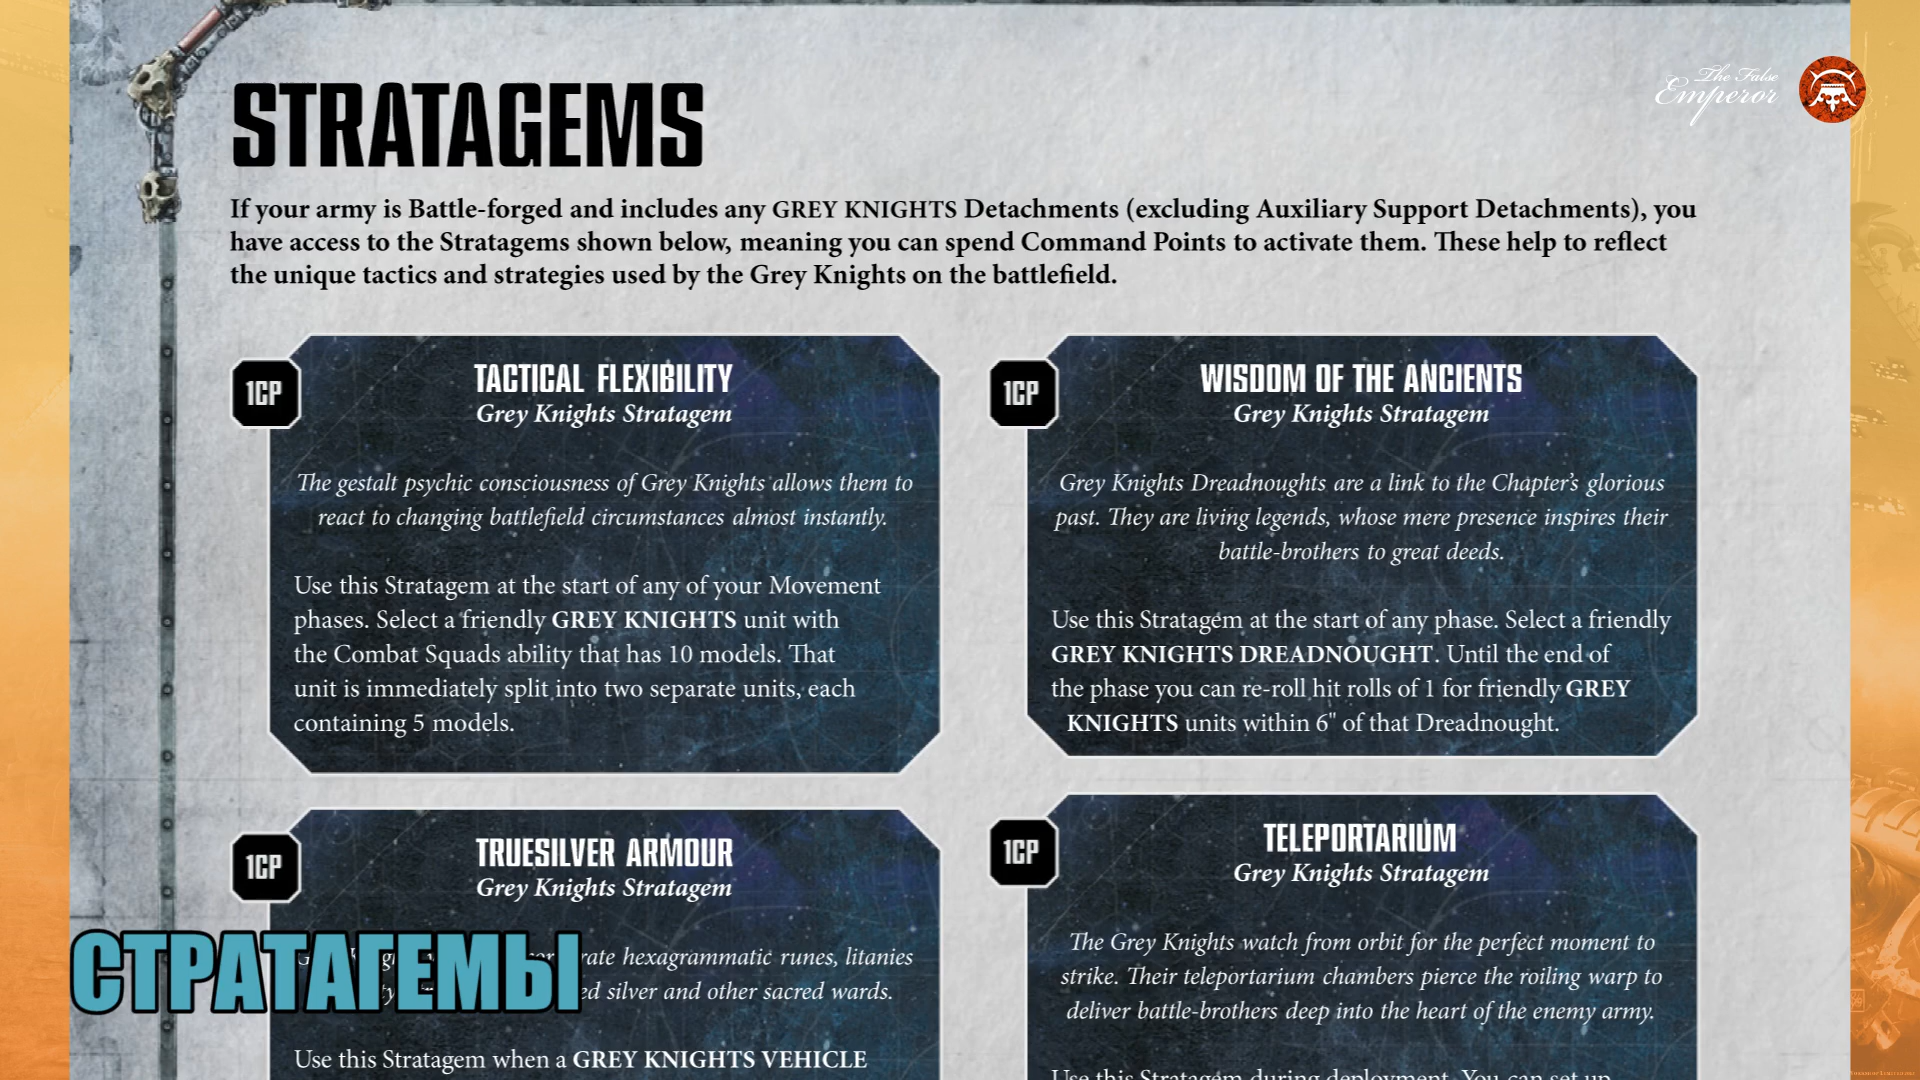 STRATAGEMS
The False
Emperor
If your army is Battle-forged and includes any GREY KNIGHTS Detachments (excluding Auxiliary Support Detachments), you
have access to the Stratagems shown below, meaning you can spend Command Points to activate them. These help to reflect
the unique tactics and strategies used by the Grey Knights on the battlefield.
1CP
TACTICAL FLEXIBILITY
Grey Knights Stratagem
The gestalt psychic consciousness of Grey Knights allows them to
react to changing battlefield circumstances almost instantly.
Use this Stratagem at the start of any of your Movement
phases. Select a friendly GREY KNIGHTS unit with
the Combat Squads ability that has 10 models. That
unit is immediately split into two separate units, each
containing 5 models.
1CP
WISDOM OF THE ANCIENTS
Grey Knights Stratagem
Grey Knights Dreadnoughts are a link to the Chapter's glorious
past. They are living legends, whose mere presence inspires their
battle-brothers to great deeds.
Use this Stratagem at the start of any phase. Select a friendly
GREY KNIGHTS DREADNOUGHT. Until the end of
the phase you can re-roll hit rolls of 1 for friendly GREY
KNIGHTS units within 6" of that Dreadnought.
1CP
TRUESILVER ARMOUR
Grey Knights Stratagem
hexagrammatic runes, litanies
silver and other sacred wards.
Use this Stratagem when a GREY KNIGHTS VEHICLE
1CP
TELEPORTARIUM
Grey Knights Stratagem
The Grey Knights watch from orbit for the perfect moment to
strike. Their teleportarium chambers pierce the roiling warp to
deliver battle-brothers deep into the heart of the enemy army.
Use this Stratagem during deployment. You can set up
СТРАТАГЕМЫ